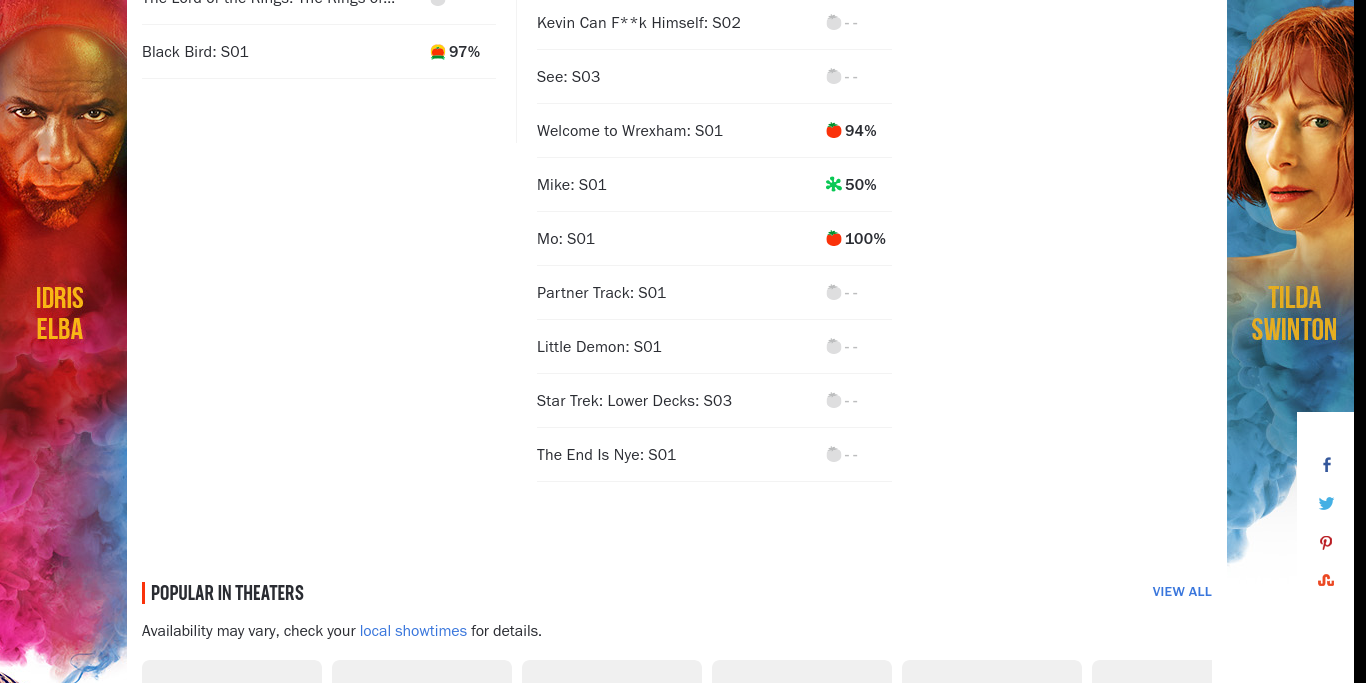 The Lord of the Rings: The Rings of...
Black Bird: S01
97%
Kevin Can F**k Himself: S02
- -
See: S03
- -
Welcome to Wrexham: S01
94%
Mike: S01
50%
Mo: S01
100%
Partner Track: S01
- -
Little Demon: S01
- -
Star Trek: Lower Decks: S03
- -
The End Is Nye: S01
- -
IDRIS
ELBA
TILDA
SWINTON
POPULAR IN THEATERS
VIEW ALL
Availability may vary, check your local showtimes for details.